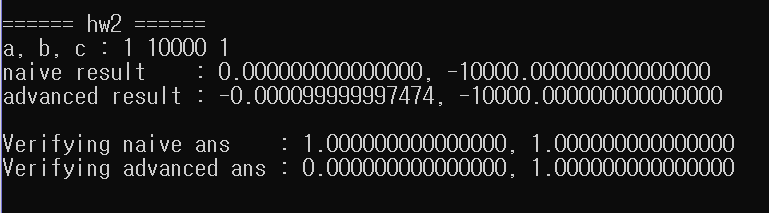 ====== hw2 ======
a, b, c : 1 10000 1
naive result    : 0.000000000000000, -10000.000000000000000
advanced result : -0.000099999997474, -10000.000000000000000
Verifying naive ans    : 1.000000000000000, 1.000000000000000
Verifying advanced ans : 0.000000000000000, 1.000000000000000